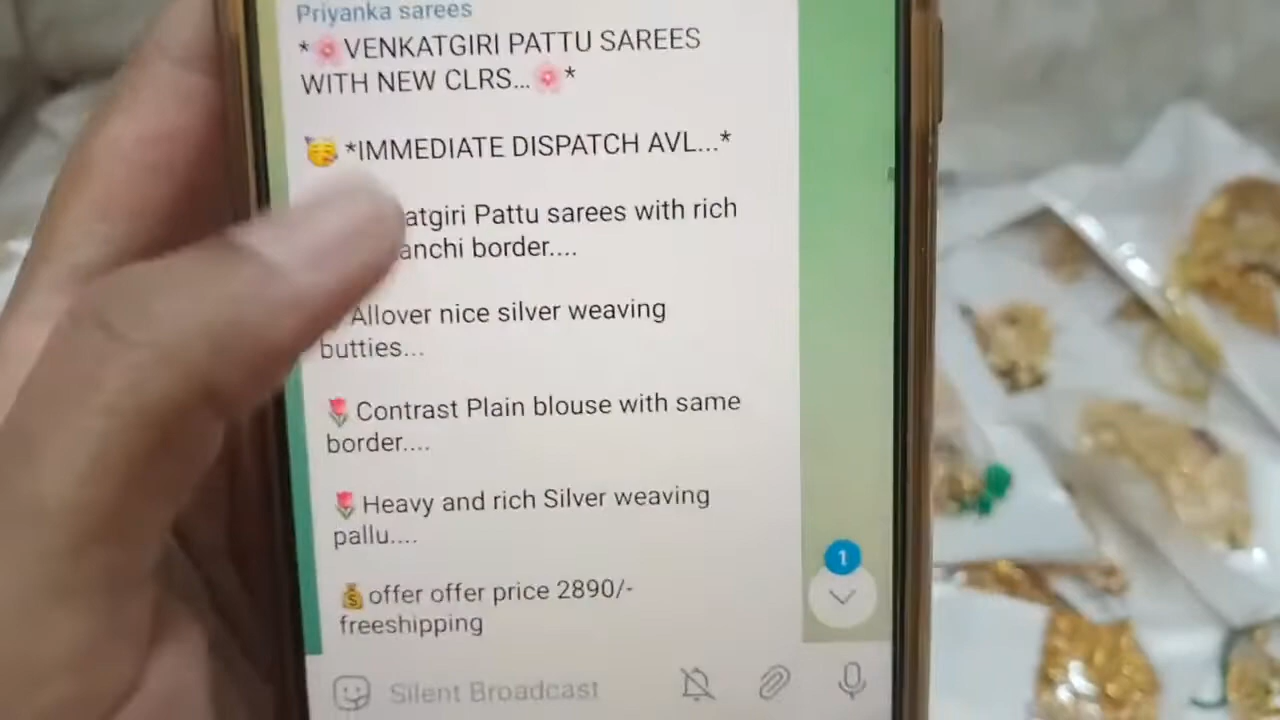 Priyanka sarees
*🌸VENKATGIRI PATTU SAREES
WITH NEW CLRS...🌸*
🥳*IMMEDIATE DISPATCH AVL...*
Pattu sarees with rich
border....
Allover nice silver weaving
butties...
🌷Contrast Plain blouse with same
border....
🌷Heavy and rich Silver weaving
pallu....
💰offer offer price 2890/-
freeshipping
1
Silent Broadcast